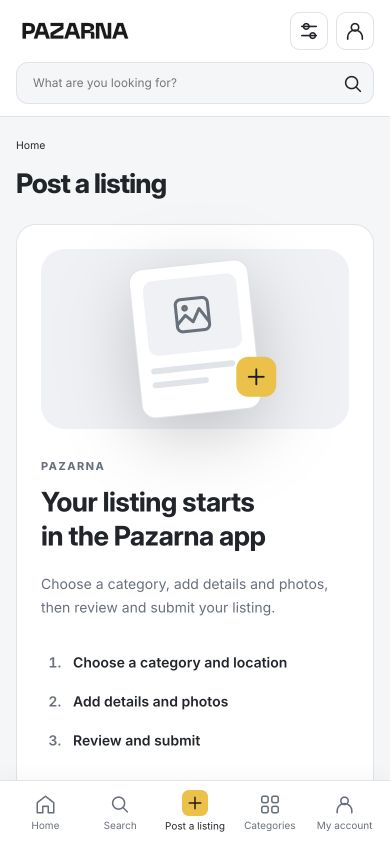 PAZARNA
What are you looking for?
Home
Post a listing
PAZARNA
Your listing starts
in the Pazarna app
Choose a category, add details and photos,
then review and submit your listing.
1. Choose a category and location
2. Add details and photos
3. Review and submit
Home
Search
Post a listing
Categories
My account